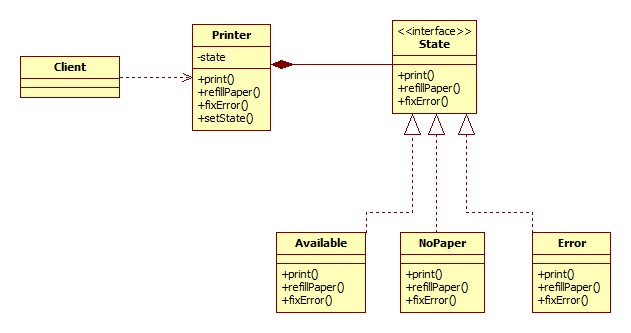 Client
Printer
-state
+print()
+refillPaper()
+fixError()
+setState()
<<interface>>
State
+print()
+refillPaper()
+fixError()
Available
+print()
+refillPaper()
+fixError()
NoPaper
+print()
+refillPaper()
+fixError()
Error
+print()
+refillPaper()
+fixError()